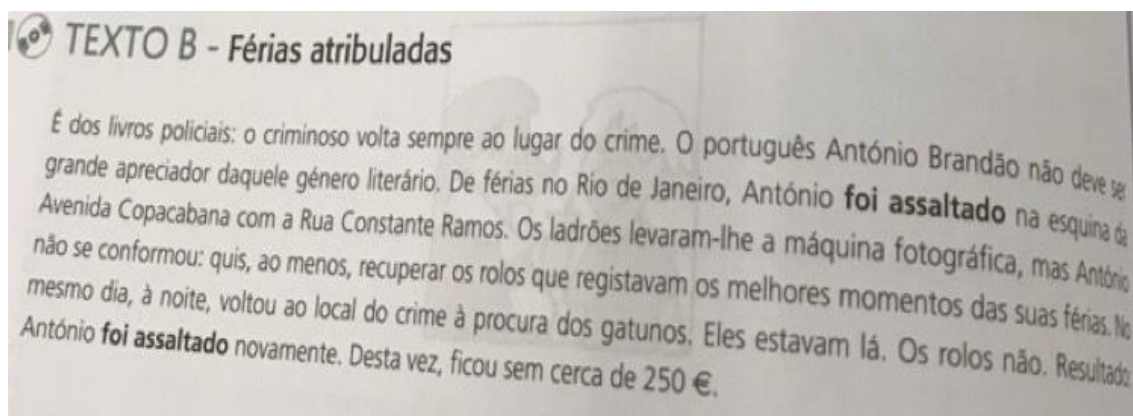 TEXTO B - Férias atribuladas
É dos livros policiais: o criminoso volta sempre ao lugar do crime. O português António Brandão não deve ser
grande apreciador daquele género literário. De férias no Rio de Janeiro, António foi assaltado na esquina da
Avenida Copacabana com a Rua Constante Ramos. Os ladrões levaram-lhe a máquina fotográfica, mas António
não se conformou: quis, ao menos, recuperar os rolos que registavam os melhores momentos das suas férias. No
mesmo dia, à noite, voltou ao local do crime à procura dos gatunos. Eles estavam lá. Os rolos não. Resultado
António foi assaltado novamente. Desta vez, ficou sem cerca de 250 €.